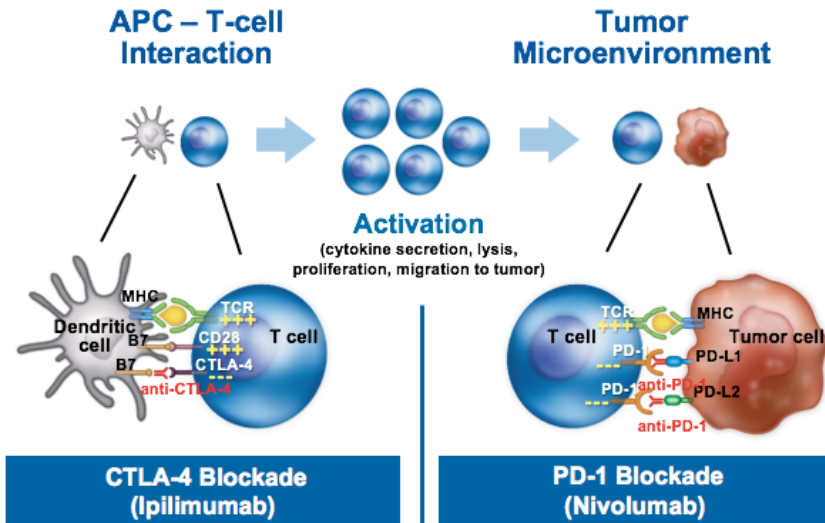 APC – T-cell
Interaction
Tumor
Microenvironment
Activation
(cytokine secretion, lysis,
proliferation, migration to tumor)
MHC
TCR
+++
Dendritic
cell
B7
CD28
+++
T cell
B7
CTLA-4
---
anti-CTLA-4
TCR
+++
MHC
T cell
Tumor cell
PD-1
---
PD-L1
anti-PD-1
PD-1
---
PD-L2
anti-PD-1
CTLA-4 Blockade
(Ipilimumab)
PD-1 Blockade
(Nivolumab)